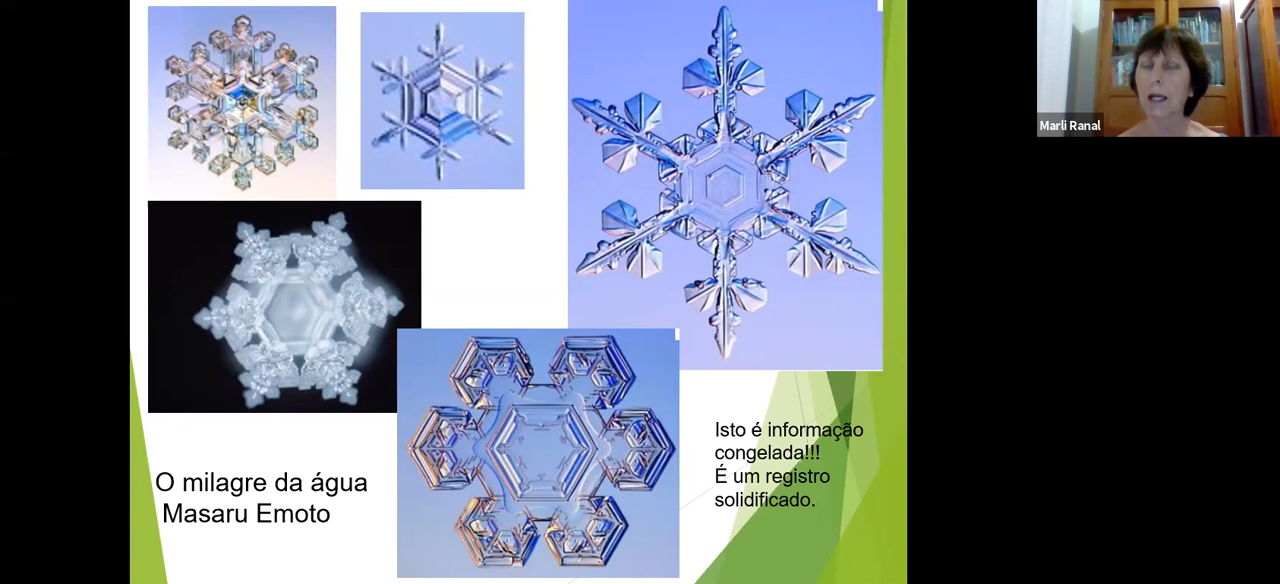 Marli Ranal
O milagre da água
Masaru Emoto
Isto é informação
congelada!!!
É um registro
solidificado.